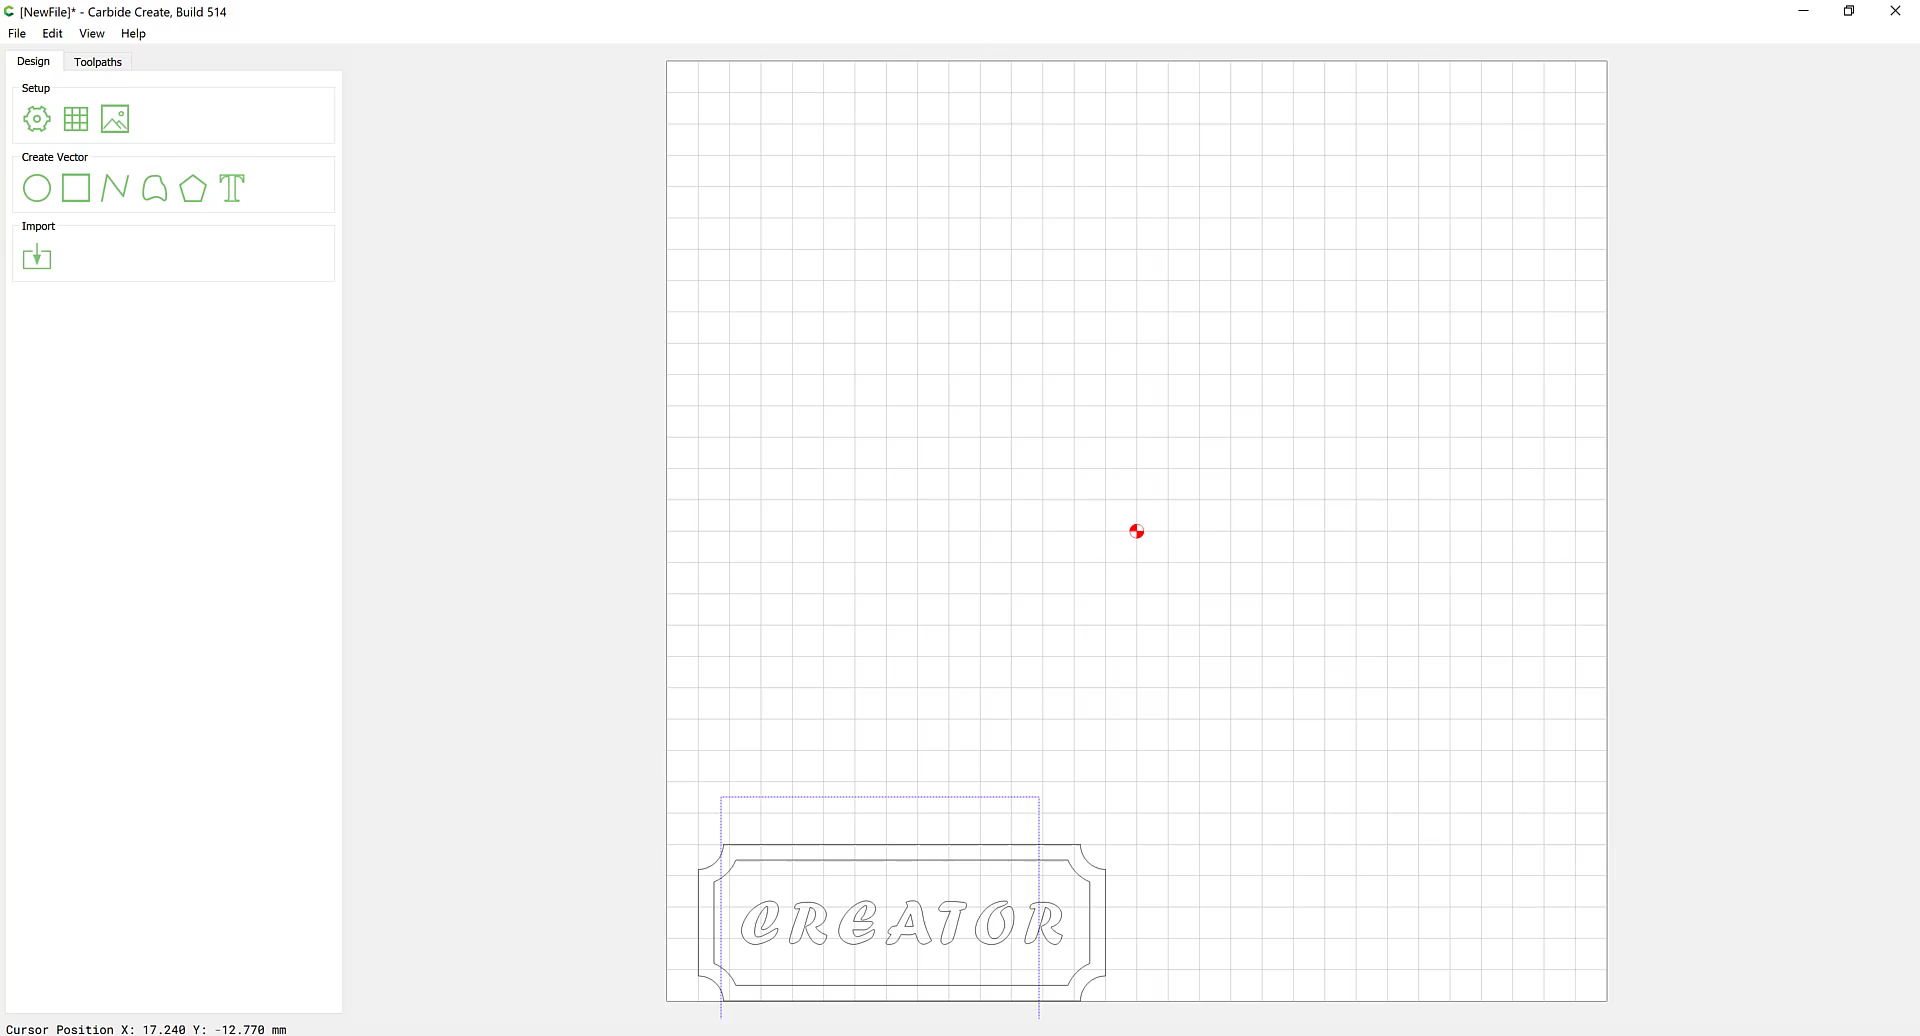 [NewFile]* - Carbide Create, Build 514
File Edit View Help
Design Toolpaths
Setup
Create Vector
Import
CREATOR
Cursor Position X: 17.240 Y: -12.770 mm